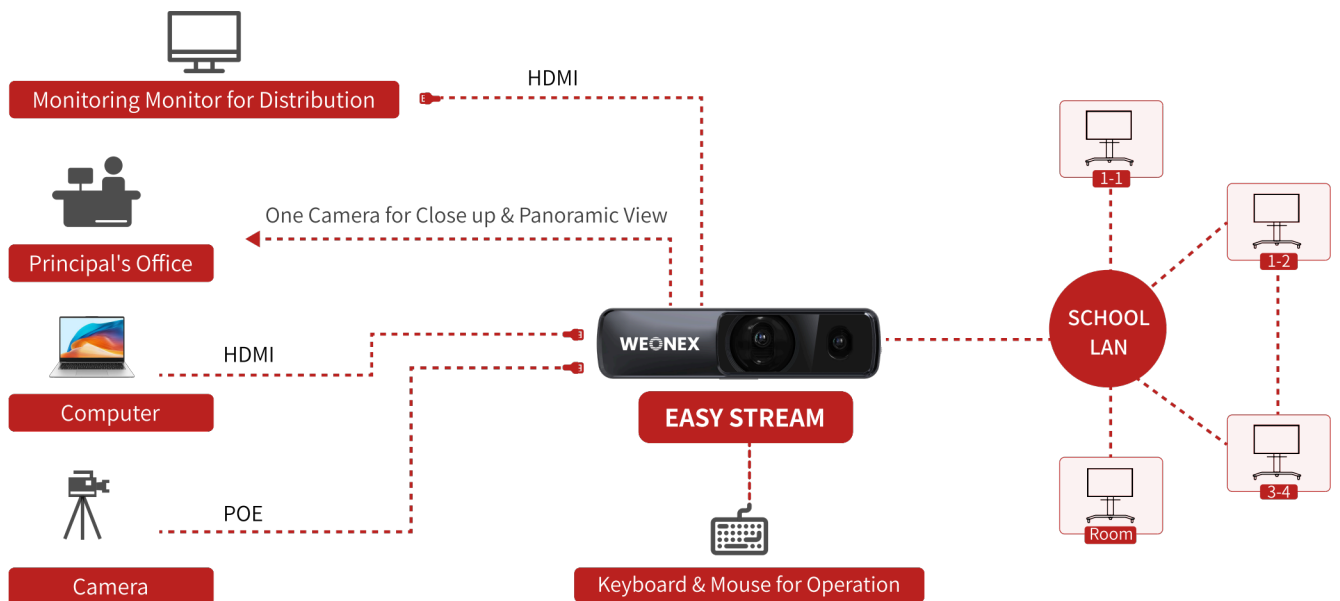 HDMI
Monitoring Monitor for Distribution
1-1
One Camera for Close up & Panoramic View
Principal's Office
1-2
SCHOOL
LAN
WEONEX
HDMI
Computer
EASY STREAM
3-4
POE
Room
Camera
Keyboard & Mouse for Operation